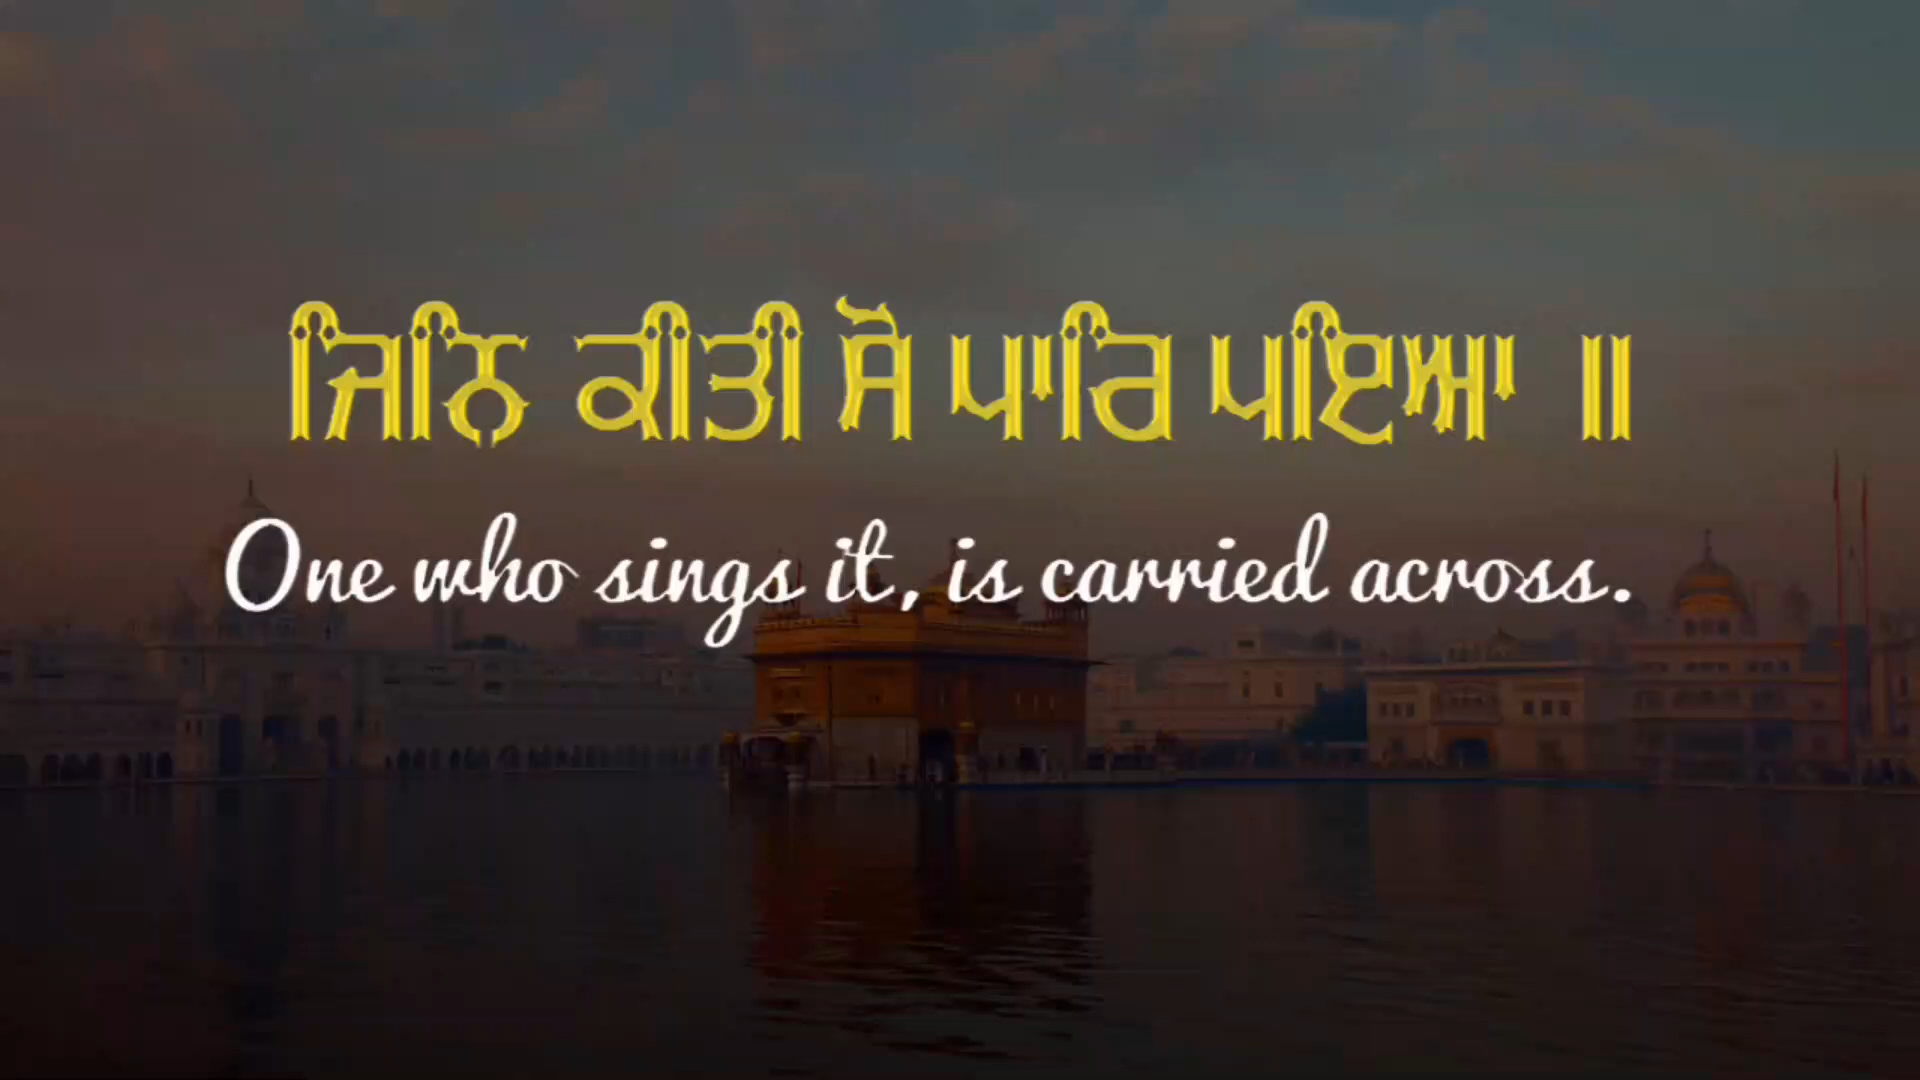 ਜਿਨਿ ਕੀਤੀ ਸੋ ਪਾਰਿ ਪਇਆ ॥
One who sings it, is carried across.